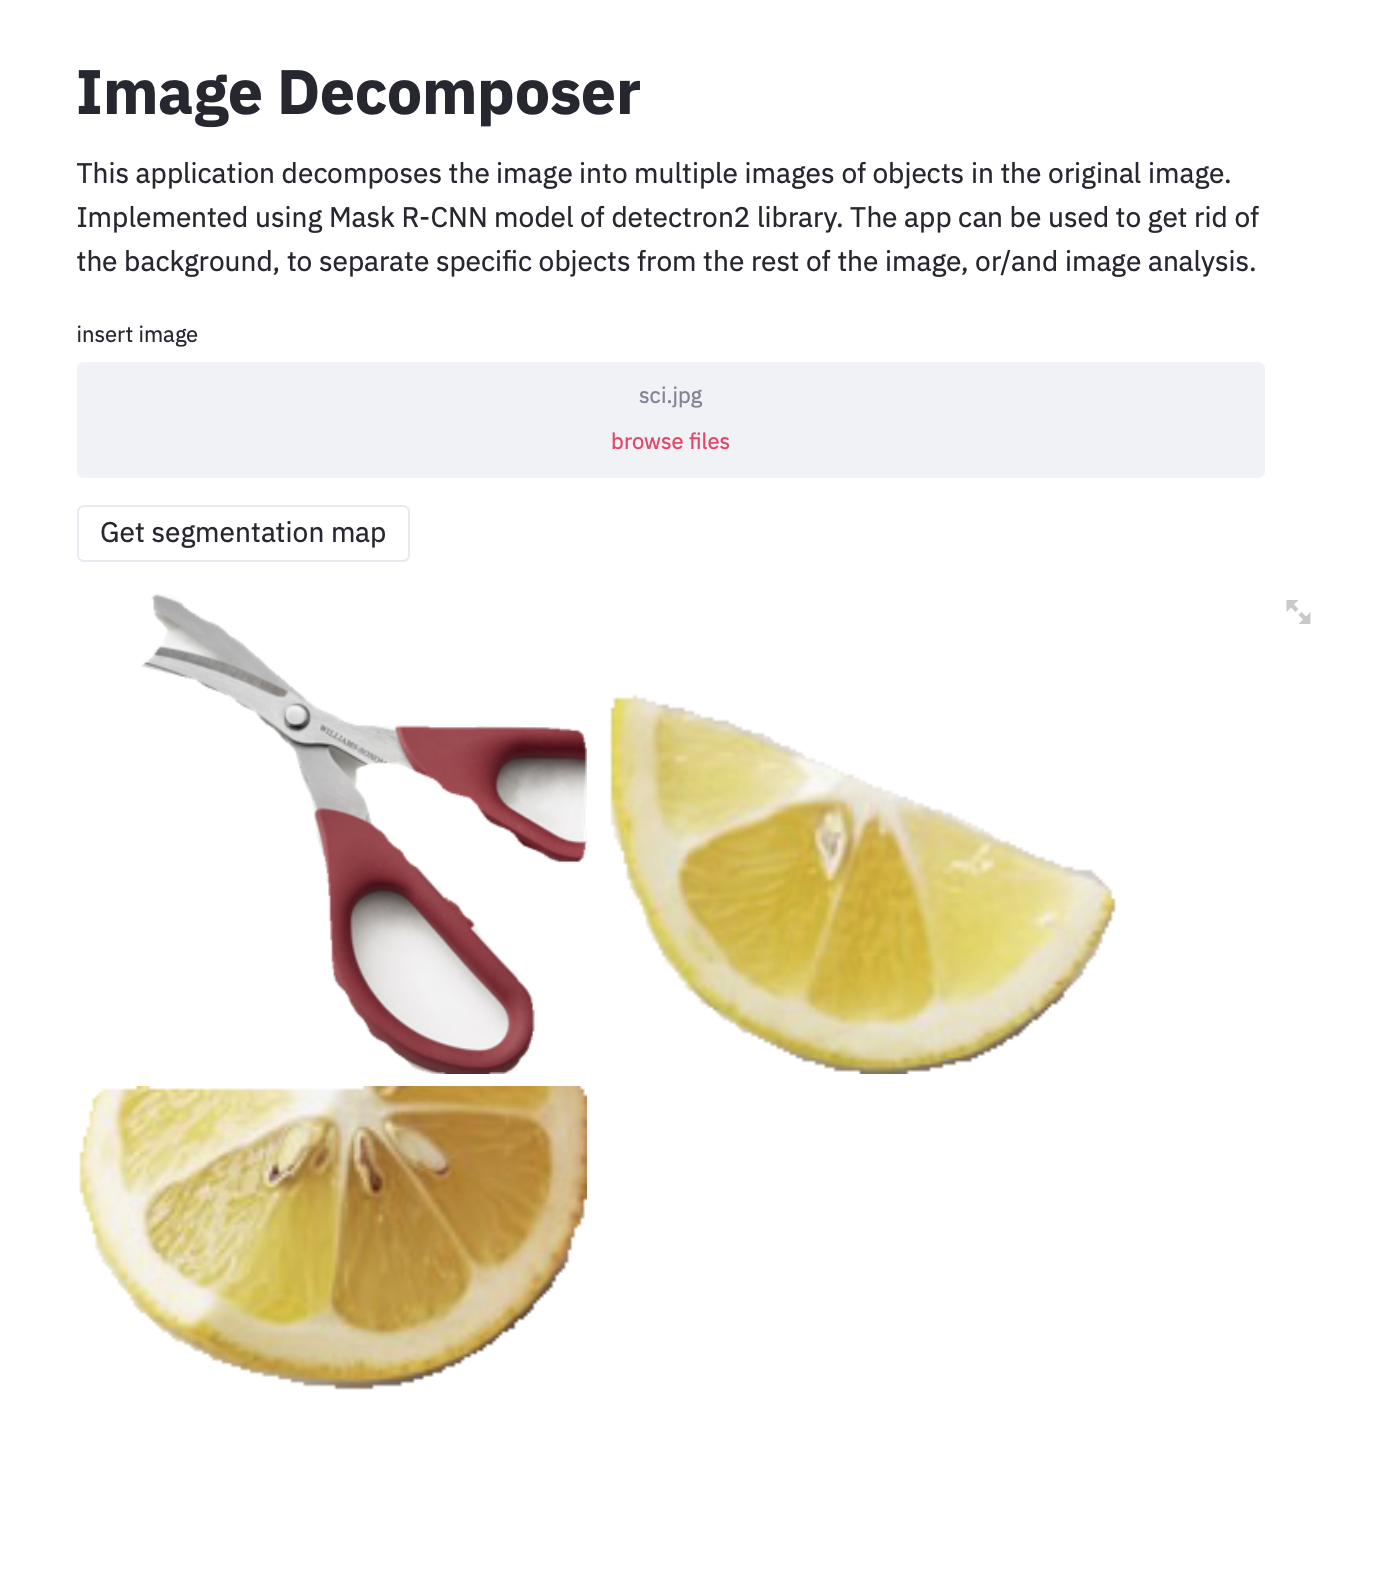 Image Decomposer
This application decomposes the image into multiple images of objects in the original image.
Implemented using Mask R-CNN model of detectron2 library. The app can be used to get rid of
the background, to separate specific objects from the rest of the image, or/and image analysis.
insert image
sci.jpg
browse files
Get segmentation map